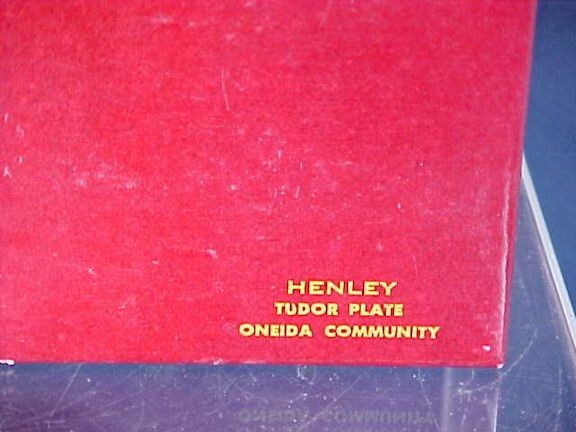 HENLEY
TUDOR PLATE
ONEIDA COMMUNITY